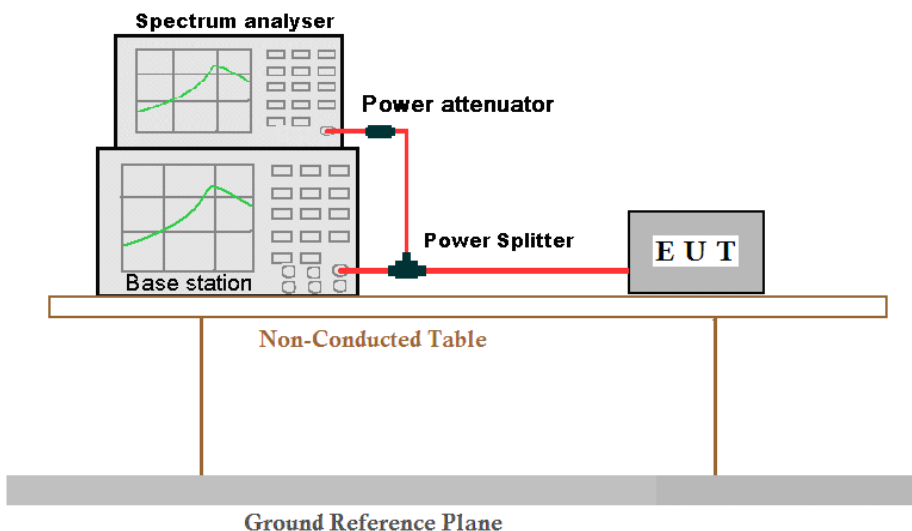 Spectrum analyser
Power attenuator
Power Splitter
E U T
Base station
Non-Conducted Table
Ground Reference Plane